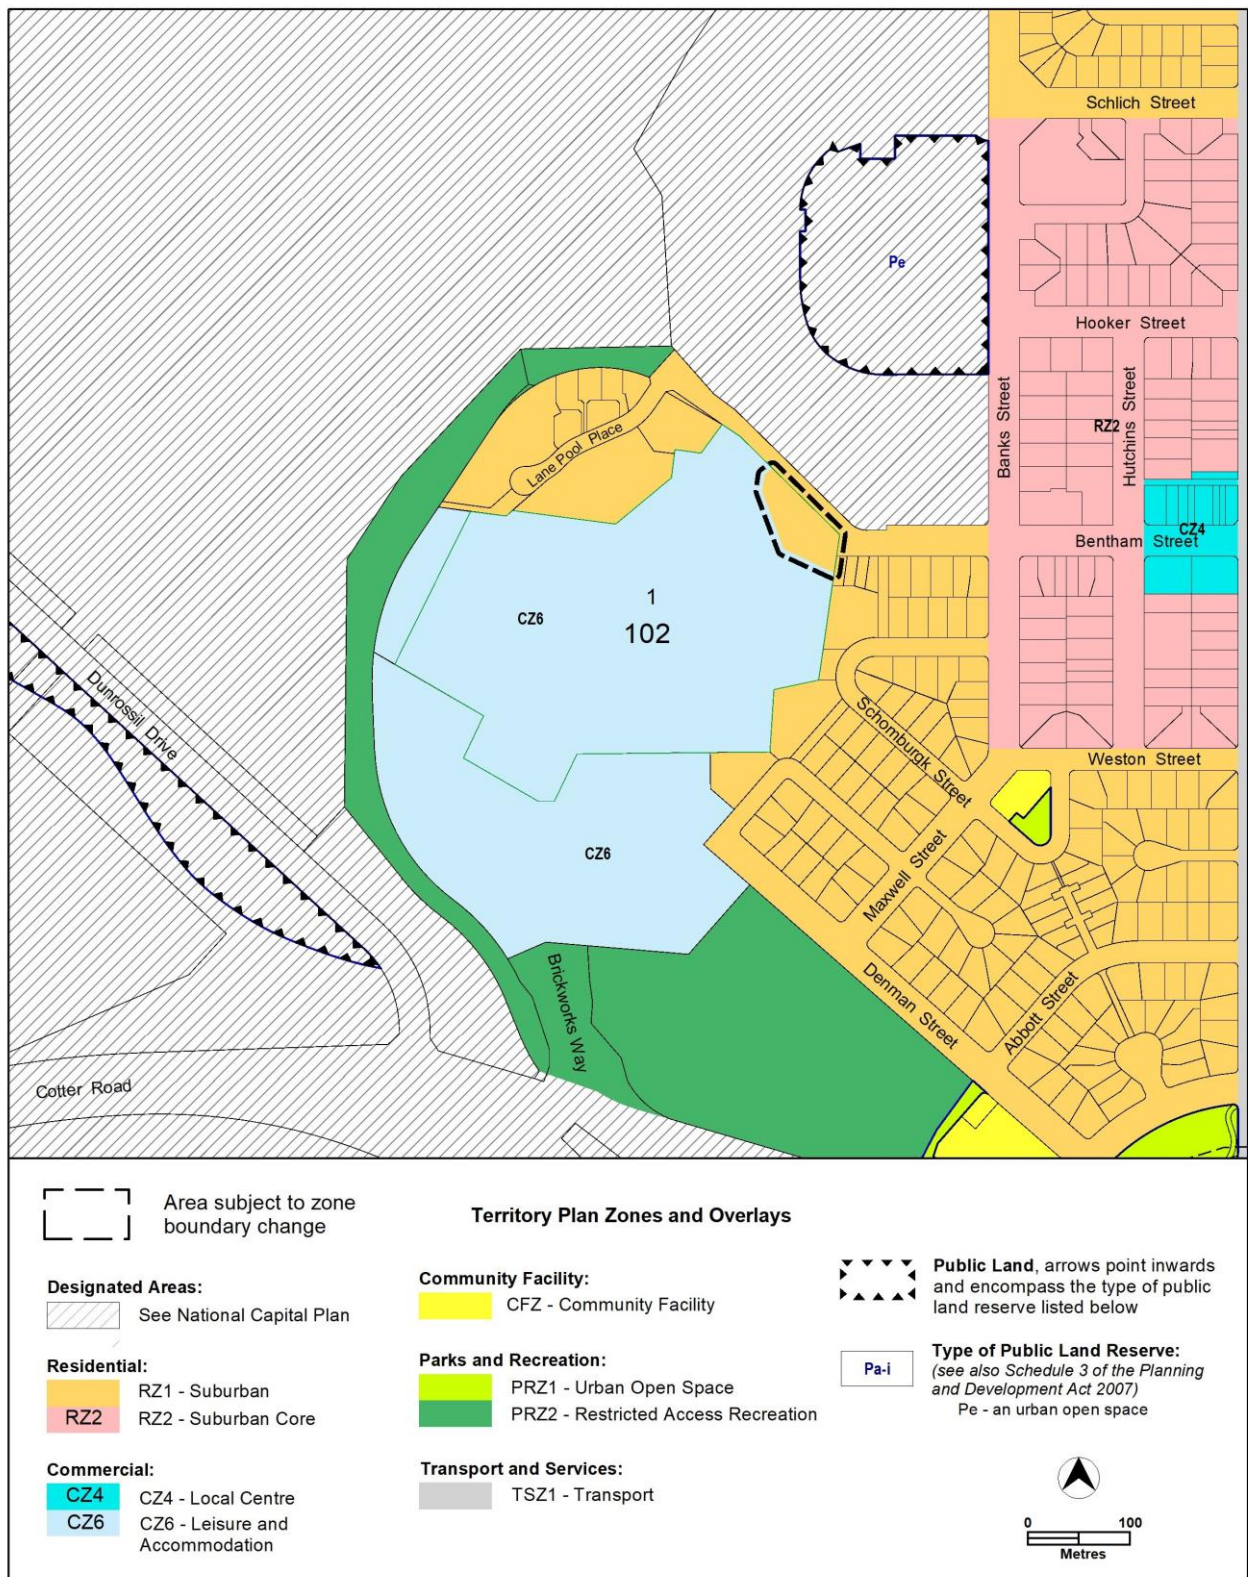 Schlich Street
Pe
Hooker Street
Banks Street
Hutchins Street
RZ2
Lane Pool Place
CZ4
Bentham Street
1
102
CZ6
Dunrossil Drive
Schomburgk Street
Weston Street
CZ6
Maxwell Street
Brickworks Way
Denman Street
Abbott Street
Cotter Road
Area subject to zone
boundary change
Territory Plan Zones and Overlays
Designated Areas:
See National Capital Plan
Residential:
RZ1 - Suburban
RZ2
RZ2 - Suburban Core
Commercial:
CZ4
CZ4 - Local Centre
CZ6
CZ6 - Leisure and
Accommodation
Community Facility:
CFZ - Community Facility
Parks and Recreation:
PRZ1 - Urban Open Space
PRZ2 - Restricted Access Recreation
Transport and Services:
TSZ1 - Transport
Public Land, arrows point inwards
and encompass the type of public
land reserve listed below
Pa-i
Type of Public Land Reserve:
(see also Schedule 3 of the Planning
and Development Act 2007)
Pe - an urban open space
0 100
Metres